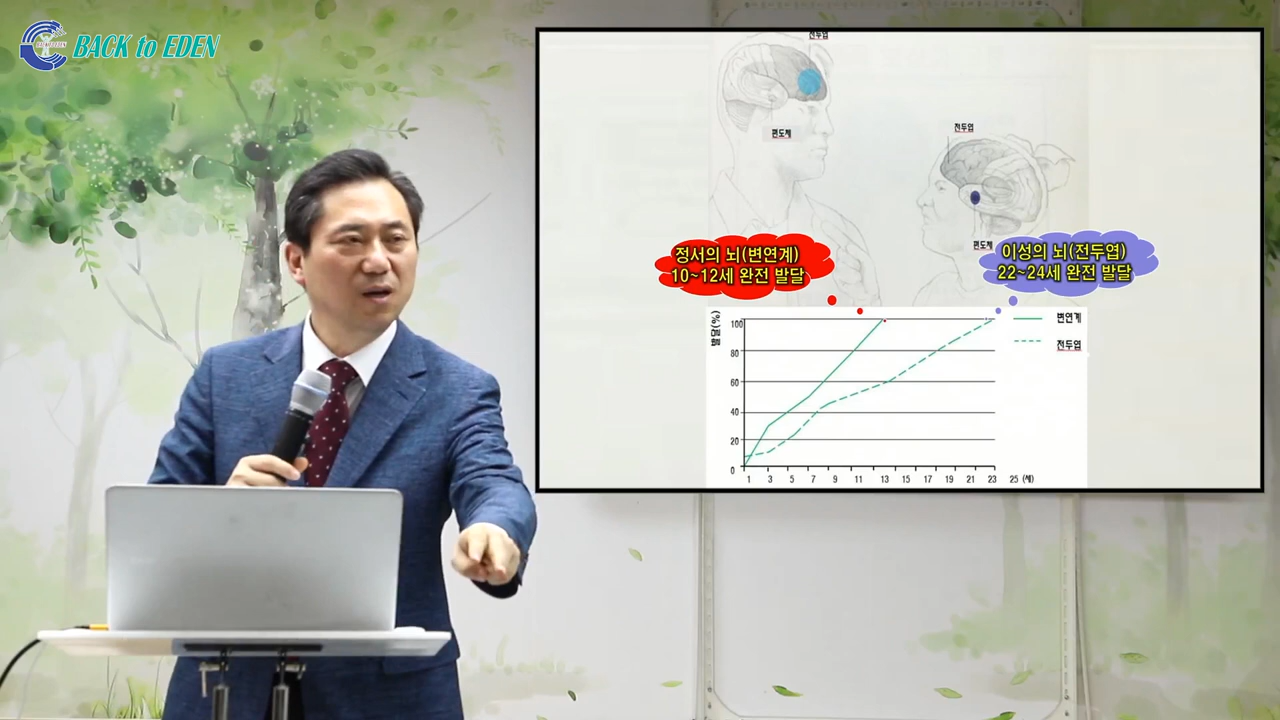 BACK to EDEN
전두엽
편도체
전두엽
편도체
정서의 뇌(변연계)
10~12세 완전 발달
이성의 뇌(전두엽)
22~24세 완전 발달
발달(%)
100
80
60
40
20
0
1 3 5 7 9 11 13 15 17 19 21 23 25 (세)
변연계
전두엽